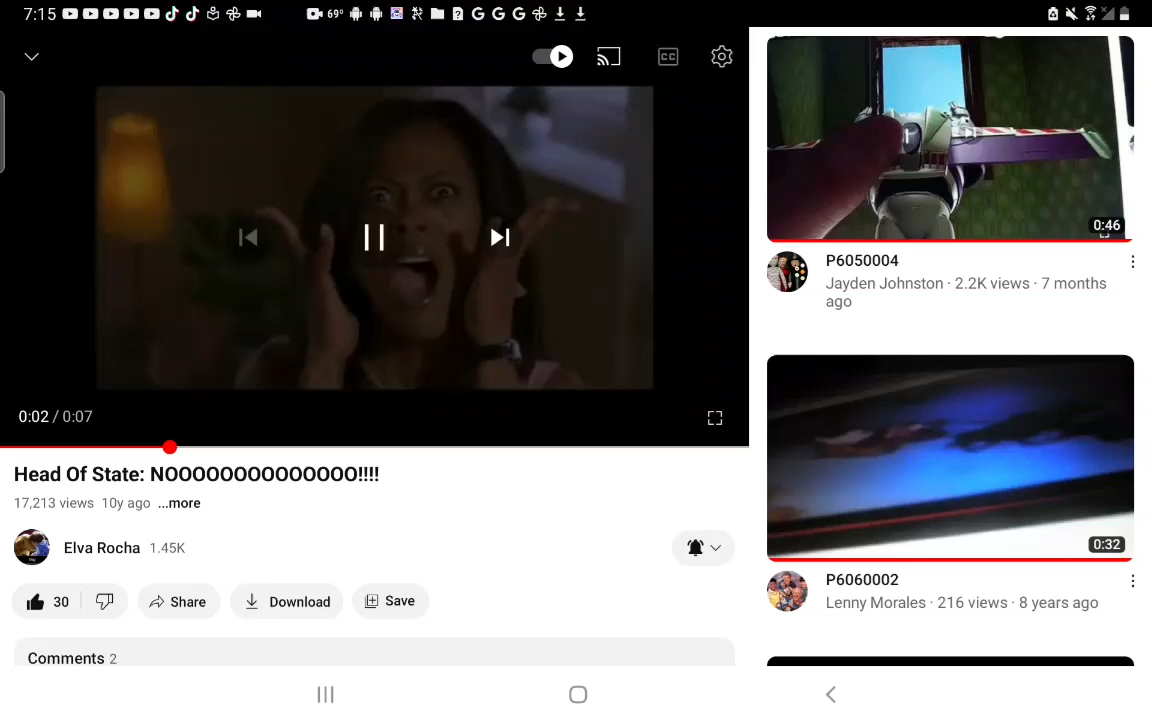 7:15
69°
CC
0:02 / 0:07
Head Of State: NOOOOOOOOOOOOOOO!!!!
17,213 views 10y ago ...more
Elva Rocha 1.45K
30
Share
Download
Save
Comments 2
0:46
P6050004
Jayden Johnston · 2.2K views · 7 months
ago
0:32
P6060002
Lenny Morales · 216 views · 8 years ago